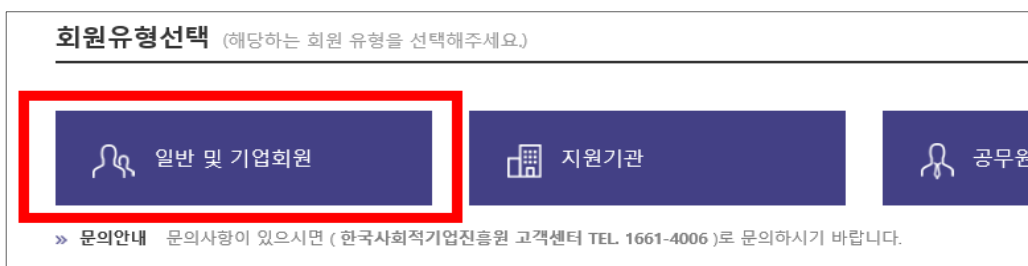 회원유형선택 (해당하는 회원 유형을 선택해주세요.)
일반 및 기업회원
지원기관
공무원
» 문의안내 문의사항이 있으시면 ( 한국사회적기업진흥원 고객센터 TEL. 1661-4006 )로 문의하시기 바랍니다.